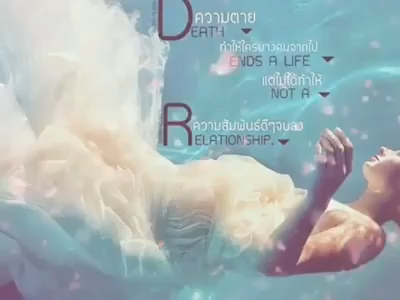 ความตาย
DEATH
ทำให้ใครบางคนจากไป
ENDS A LIFE
แต่ไม่ได้ทำให้
NOT A
ความสัมพันธ์ดีๆจบลง
RELATIONSHIP.